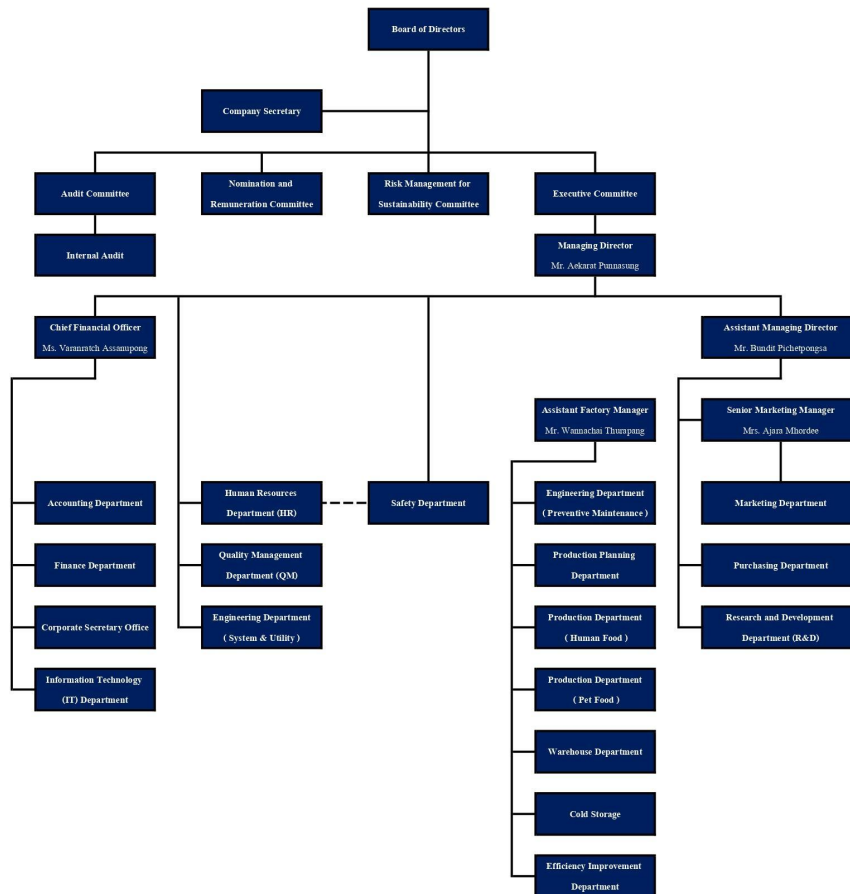 Board of Directors
Company Secretary
Audit Committee
Nomination and
Remuneration Committee
Risk Management for
Sustainability Committee
Executive Committee
Internal Audit
Managing Director
Mr. Aekarat Punnasung
Chief Financial Officer
Ms. Varanratch Assanupong
Assistant Managing Director
Mr. Bundit Pichetpongsa
Assistant Factory Manager
Mr. Wannachai Thurapang
Senior Marketing Manager
Mrs. Ajara Mhordee
Accounting Department
Human Resources
Department (HR)
Safety Department
Engineering Department
( Preventive Maintenance )
Marketing Department
Finance Department
Quality Management
Department (QM)
Production Planning
Department
Purchasing Department
Corporate Secretary Office
Engineering Department
( System & Utility )
Production Department
( Human Food )
Research and Development
Department (R&D)
Information Technology
(IT) Department
Production Department
( Pet Food )
Warehouse Department
Cold Storage
Efficiency Improvement
Department